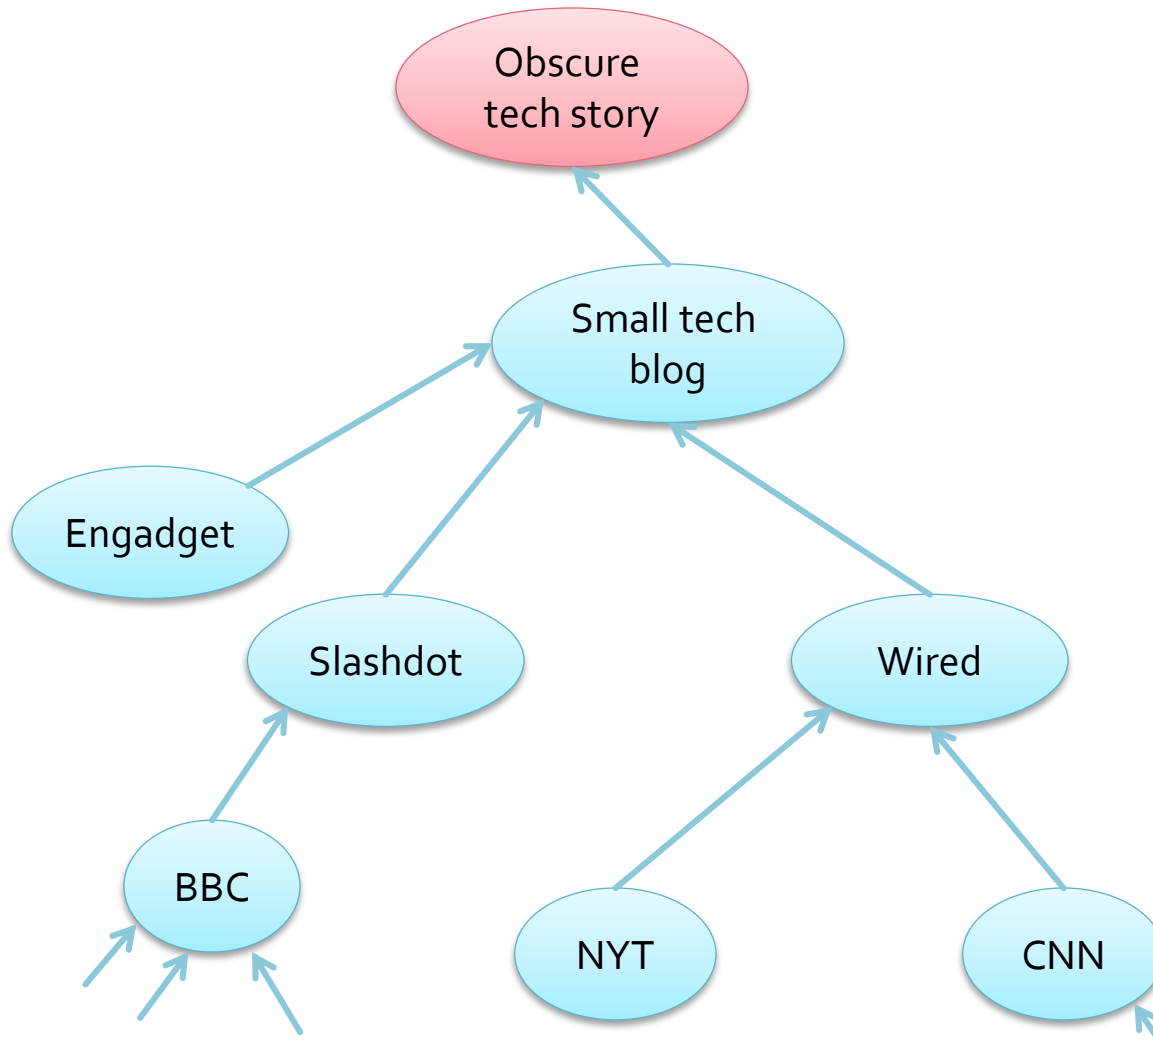 Obscure
tech story
Small tech
blog
Engadget
Slashdot
Wired
BBC
NYT
CNN